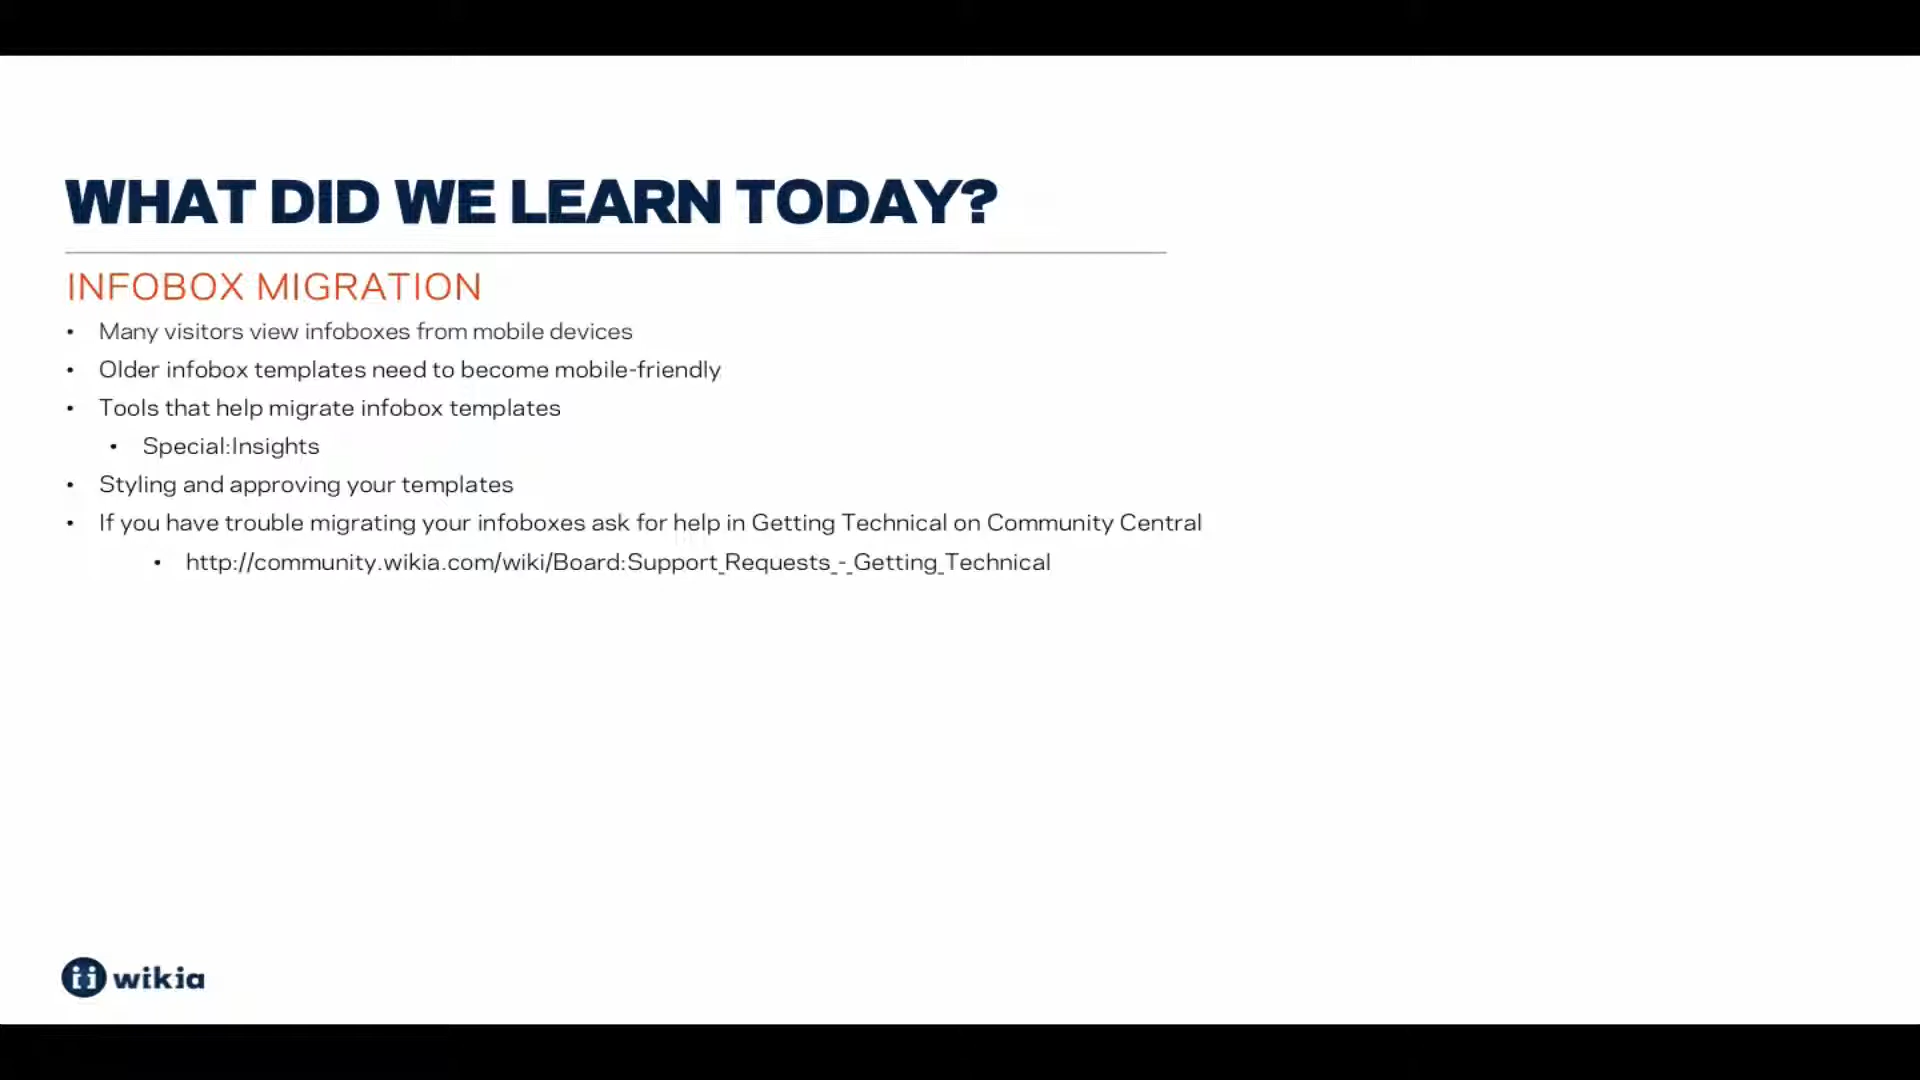 WHAT DID WE LEARN TODAY?
INFOBOX MIGRATION
• Many visitors view infoboxes from mobile devices
• Older infobox templates need to become mobile-friendly
• Tools that help migrate infobox templates
• Special:Insights
• Styling and approving your templates
• If you have trouble migrating your infoboxes ask for help in Getting Technical on Community Central
• http://community.wikia.com/wiki/Board:Support_Requests_-_Getting_Technical
wikia